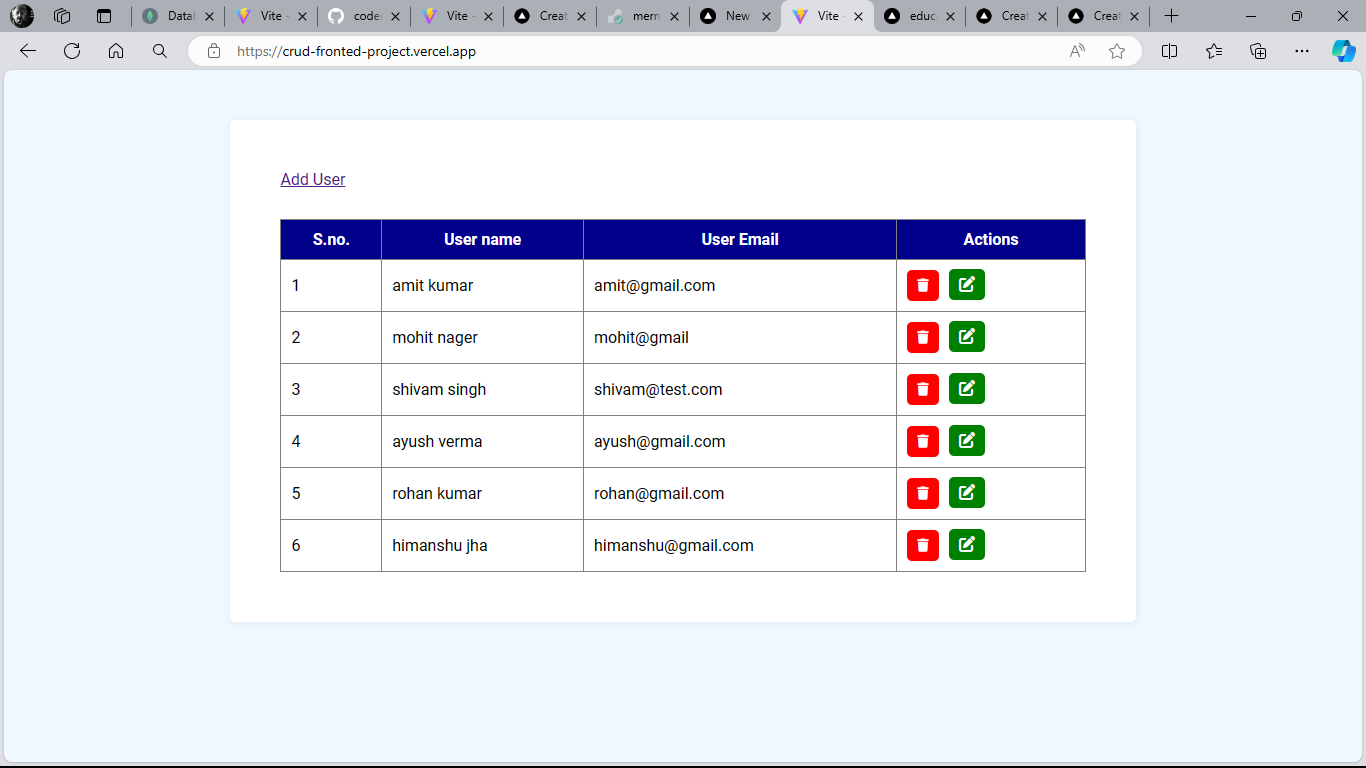 Datal Vite - code Vite - Creat mern New Vite - educ Creat Creat
https://crud-fronted-project.vercel.app
Add User
S.no. User name User Email Actions
1 amit kumar amit@gmail.com
2 mohit nager mohit@gmail
3 shivam singh shivam@test.com
4 ayush verma ayush@gmail.com
5 rohan kumar rohan@gmail.com
6 himanshu jha himanshu@gmail.com